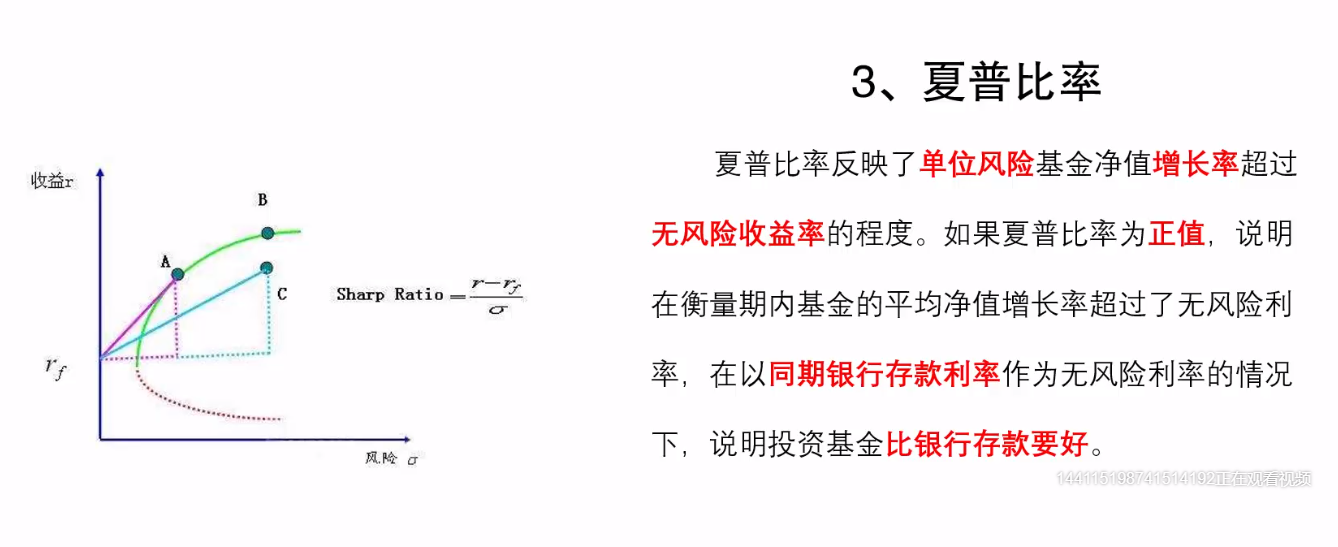 3、夏普比率
夏普比率反映了单位风险基金净值增长率超过
无风险收益率的程度。如果夏普比率为正值，说明
在衡量期内基金的平均净值增长率超过了无风险利
率，在以同期银行存款利率作为无风险利率的情况
下，说明投资基金比银行存款要好。
收益r
B
A
C
Sharp Ratio = (r-r_f)/σ
r_f
风险 σ
144115198741514192正在观看视频